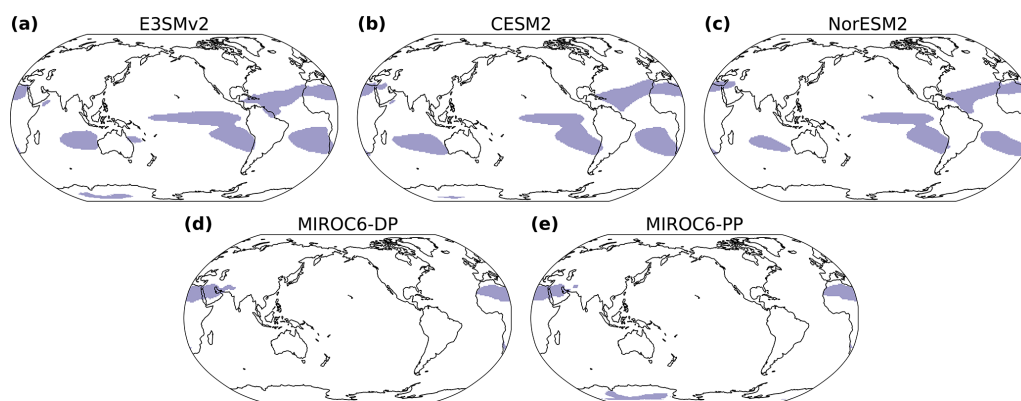 (a) E3SMv2
(b) CESM2
(c) NorESM2
(d) MIROC6-DP
(e) MIROC6-PP